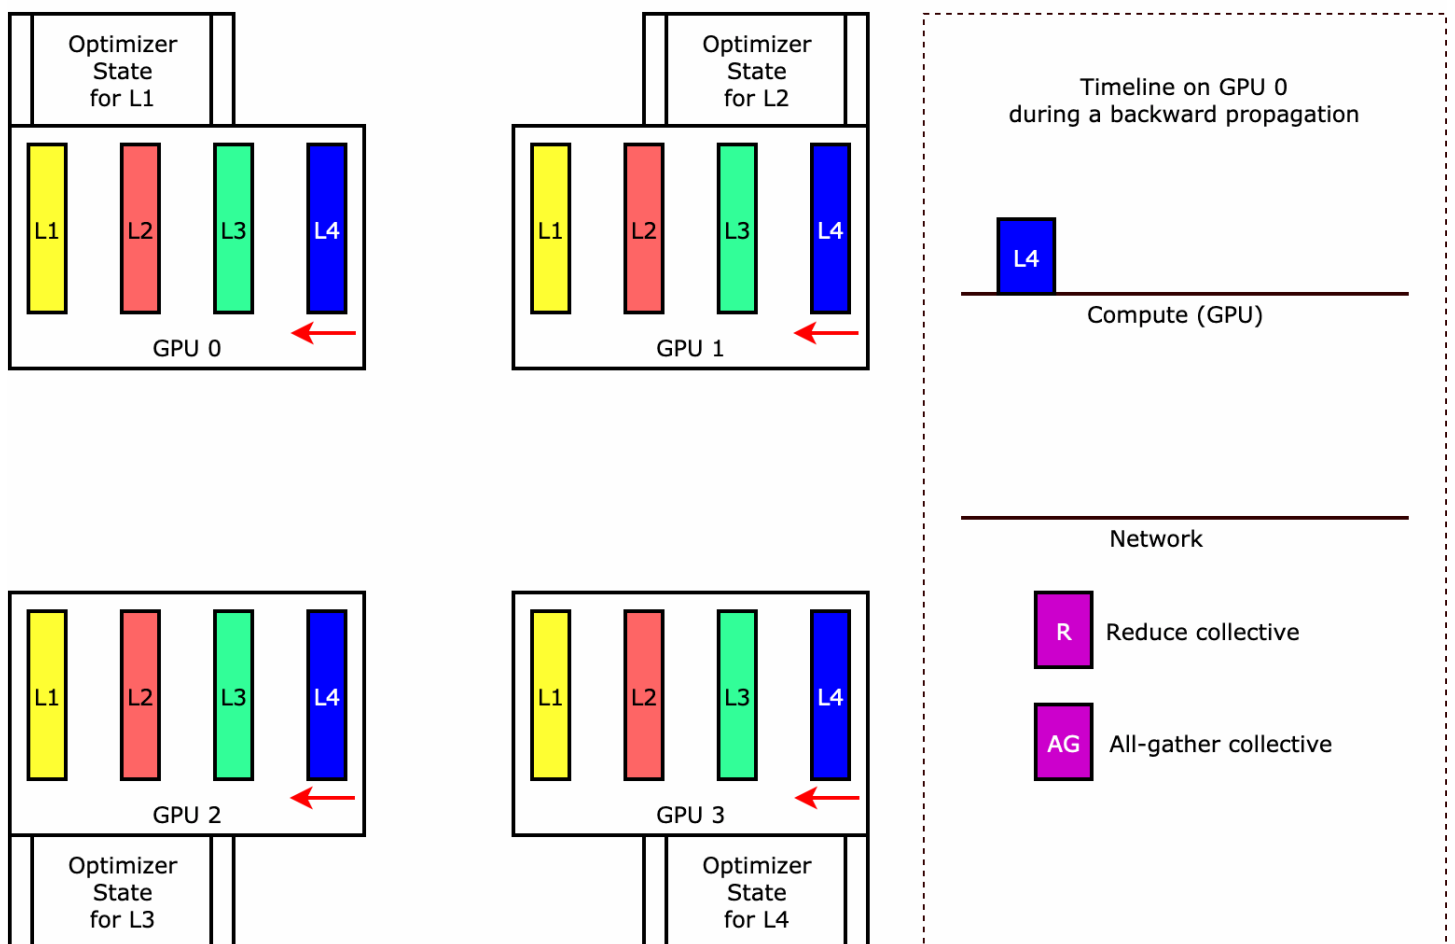 Optimizer
State
for L1
L1
L2
L3
L4
GPU 0
Optimizer
State
for L2
L1
L2
L3
L4
GPU 1
L1
L2
L3
L4
GPU 2
Optimizer
State
for L3
L1
L2
L3
L4
GPU 3
Optimizer
State
for L4
Timeline on GPU 0
during a backward propagation
L4
Compute (GPU)
Network
R
Reduce collective
AG
All-gather collective